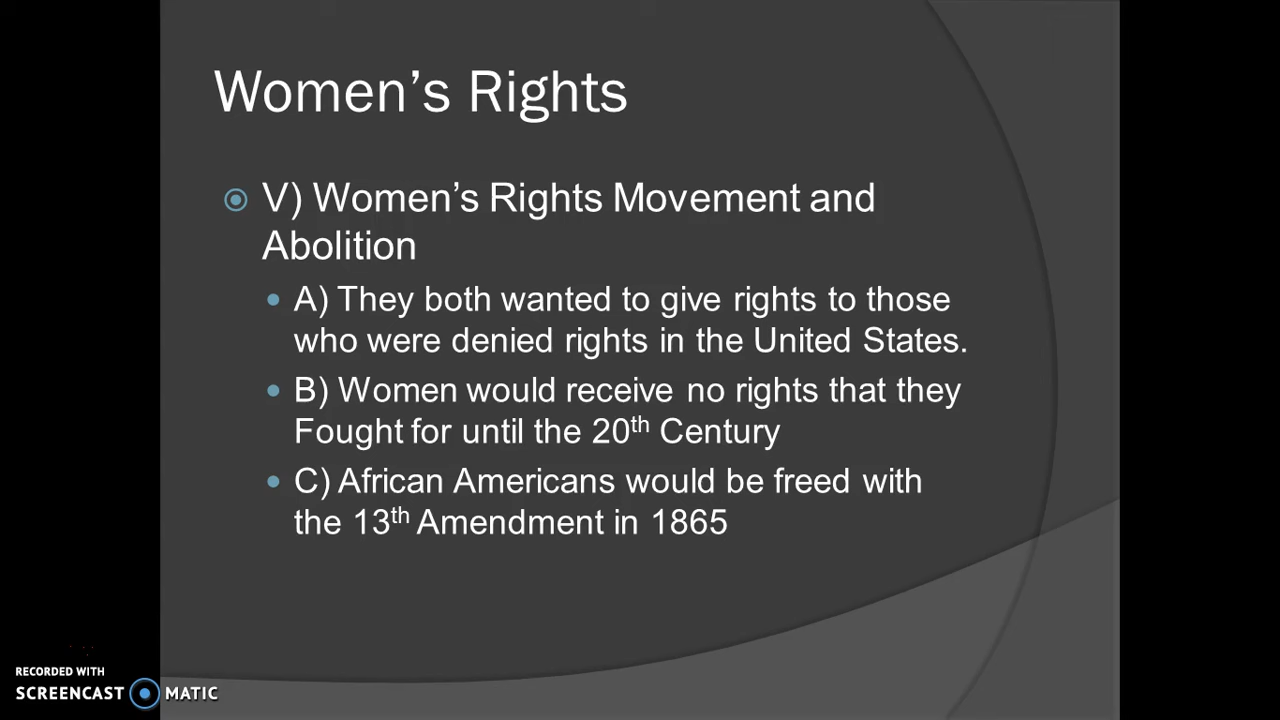 Women's Rights
V) Women's Rights Movement and
Abolition
A) They both wanted to give rights to those
who were denied rights in the United States.
B) Women would receive no rights that they
Fought for until the 20th Century
C) African Americans would be freed with
the 13th Amendment in 1865
RECORDED WITH
SCREENCAST MATIC